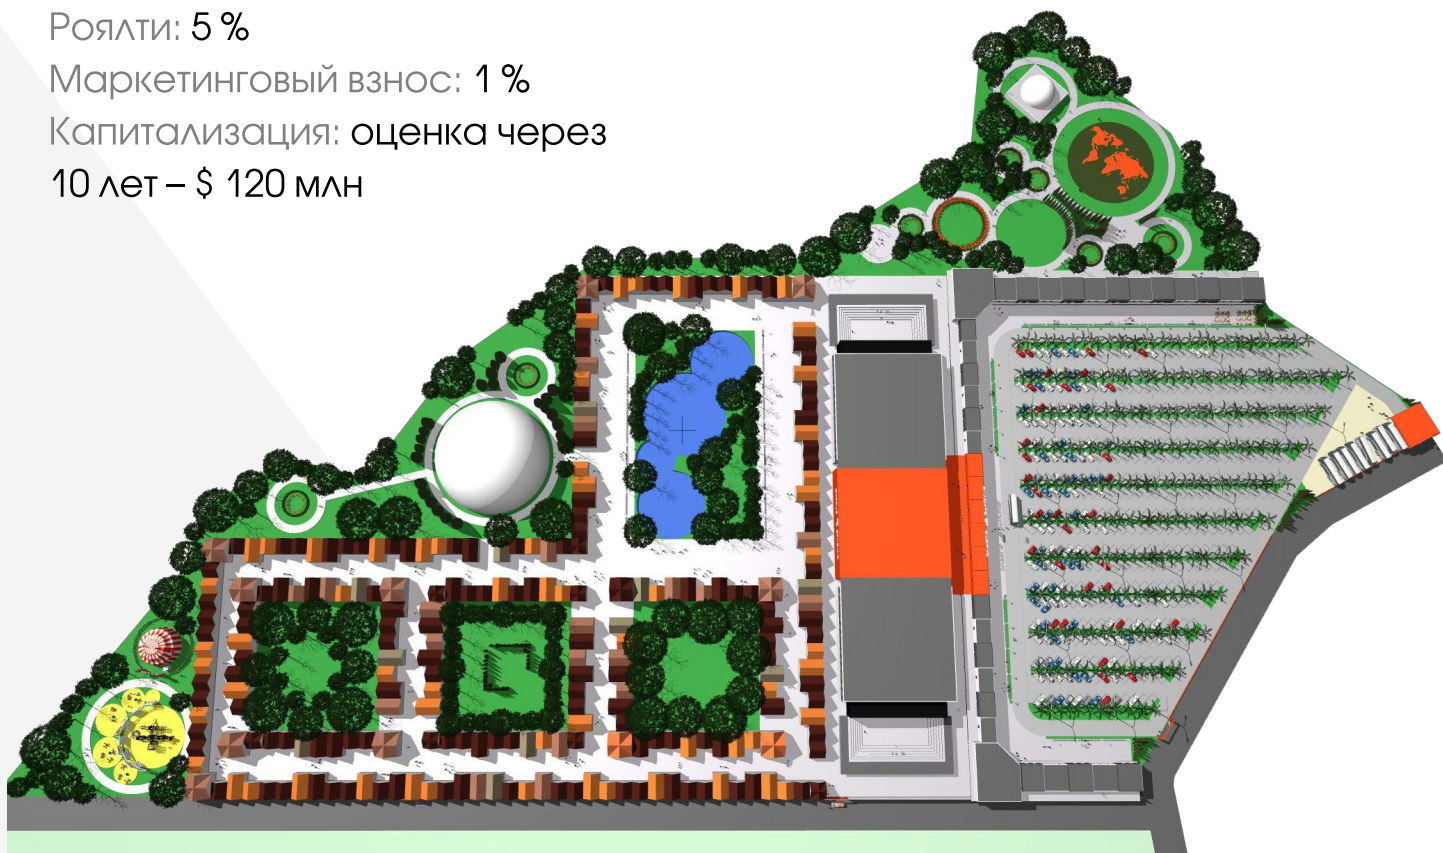 Роялти: 5 %
Маркетинговый взнос: 1 %
Капитализация: оценка через
10 лет – $ 120 млн